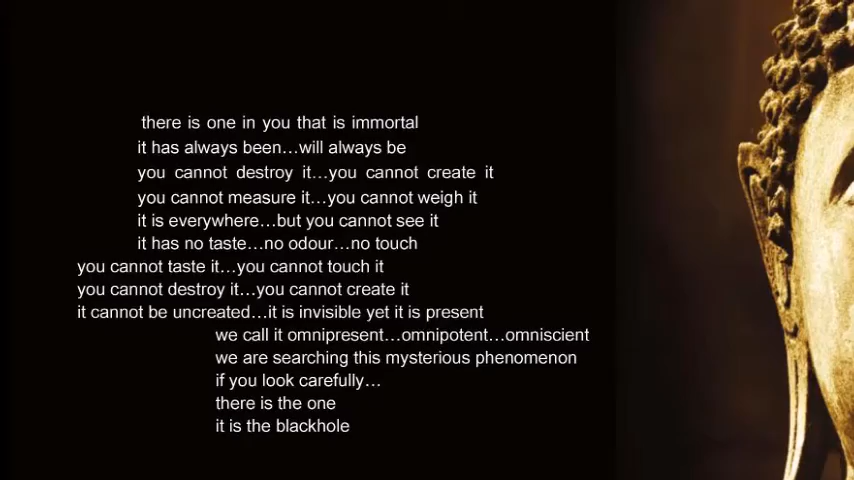 there is one in you that is immortal
it has always been...will always be
you cannot destroy it...you cannot create it
you cannot measure it...you cannot weigh it
it is everywhere...but you cannot see it
it has no taste...no odour...no touch
you cannot taste it...you cannot touch it
you cannot destroy it...you cannot create it
it cannot be uncreated...it is invisible yet it is present
we call it omnipresent...omnipotent...omniscient
we are searching this mysterious phenomenon
if you look carefully...
there is the one
it is the blackhole